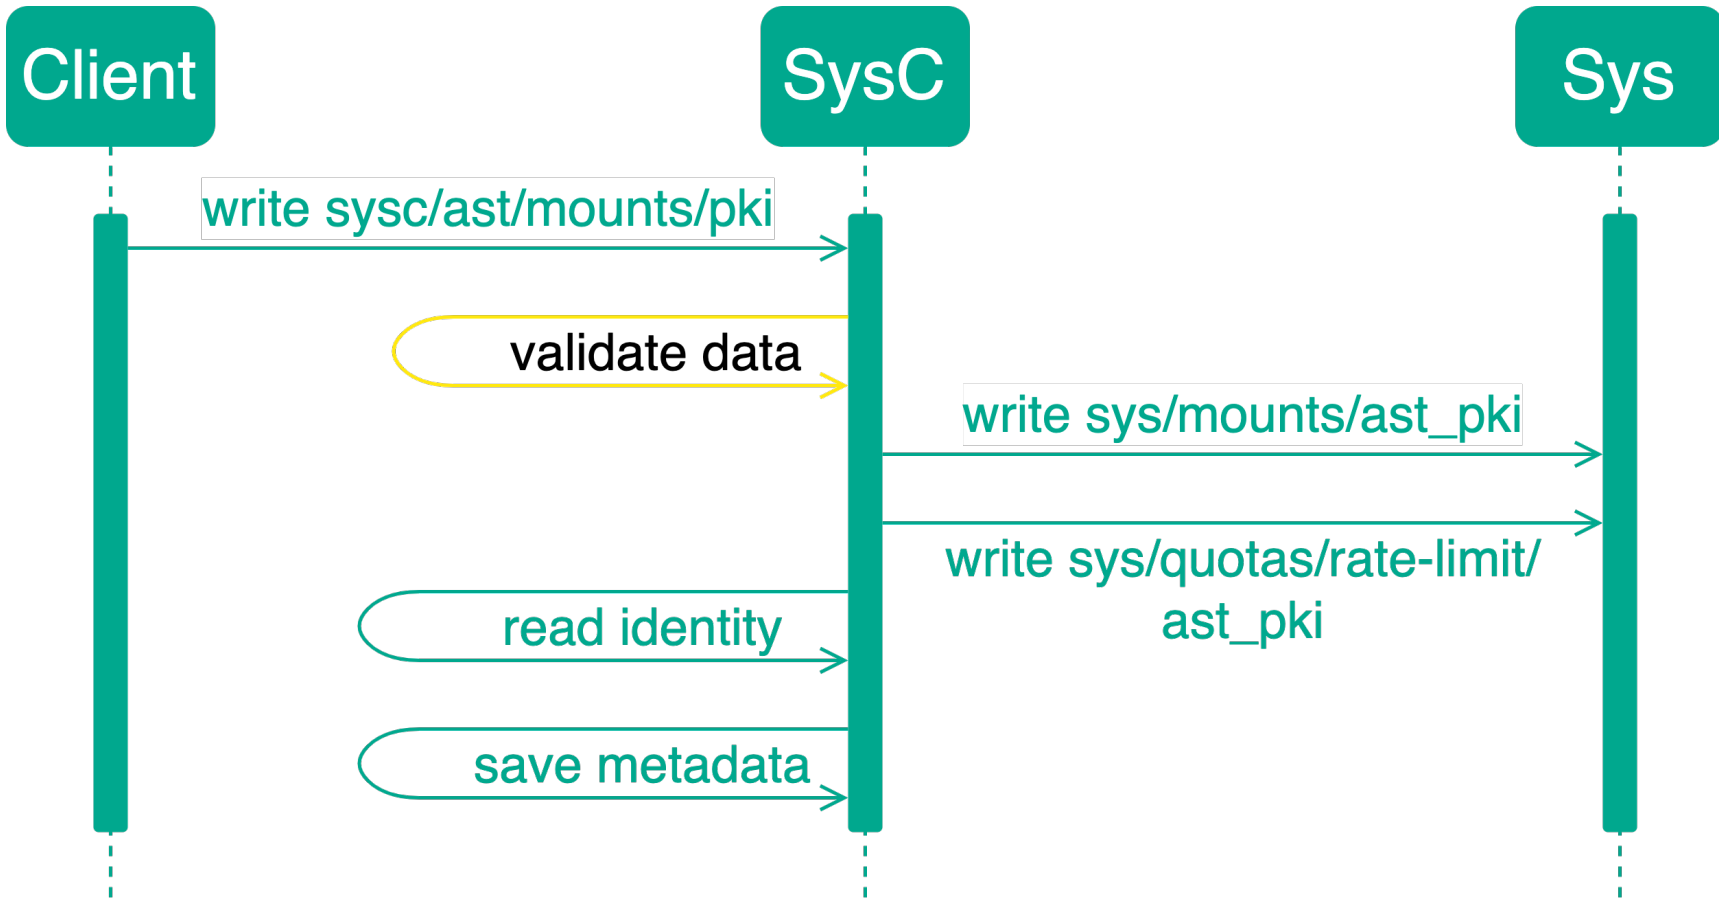 Client
SysC
Sys
write sysc/ast/mounts/pki
validate data
write sys/mounts/ast_pki
write sys/quotas/rate-limit/
ast_pki
read identity
save metadata